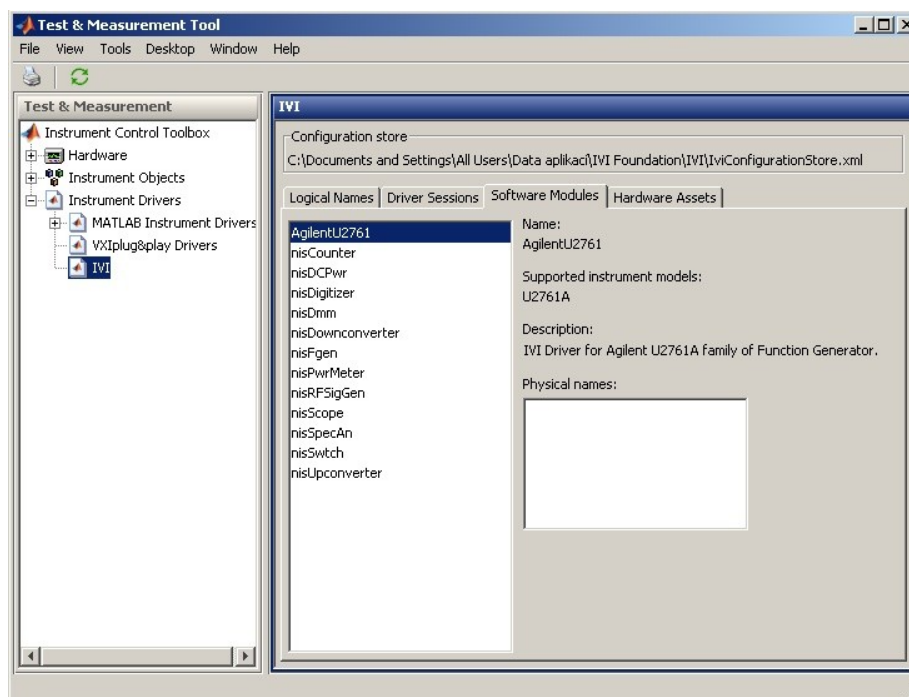 Test & Measurement Tool
File View Tools Desktop Window Help
Test & Measurement
Instrument Control Toolbox
Hardware
Instrument Objects
Instrument Drivers
MATLAB Instrument Drivers
VXIplug&play Drivers
IVI
IVI
Configuration store
C:\Documents and Settings\All Users\Data aplikací\IVI Foundation\IVI\IviConfigurationStore.xml
Logical Names Driver Sessions Software Modules Hardware Assets
AgilentU2761
nisCounter
nisDCPwr
nisDigitizer
nisDmm
nisDownconverter
nisFgen
nisPwrMeter
nisRFSigGen
nisScope
nisSpecAn
nisSwtch
nisUpconverter
Name:
AgilentU2761
Supported instrument models:
U2761A
Description:
IVI Driver for Agilent U2761A family of Function Generator.
Physical names: